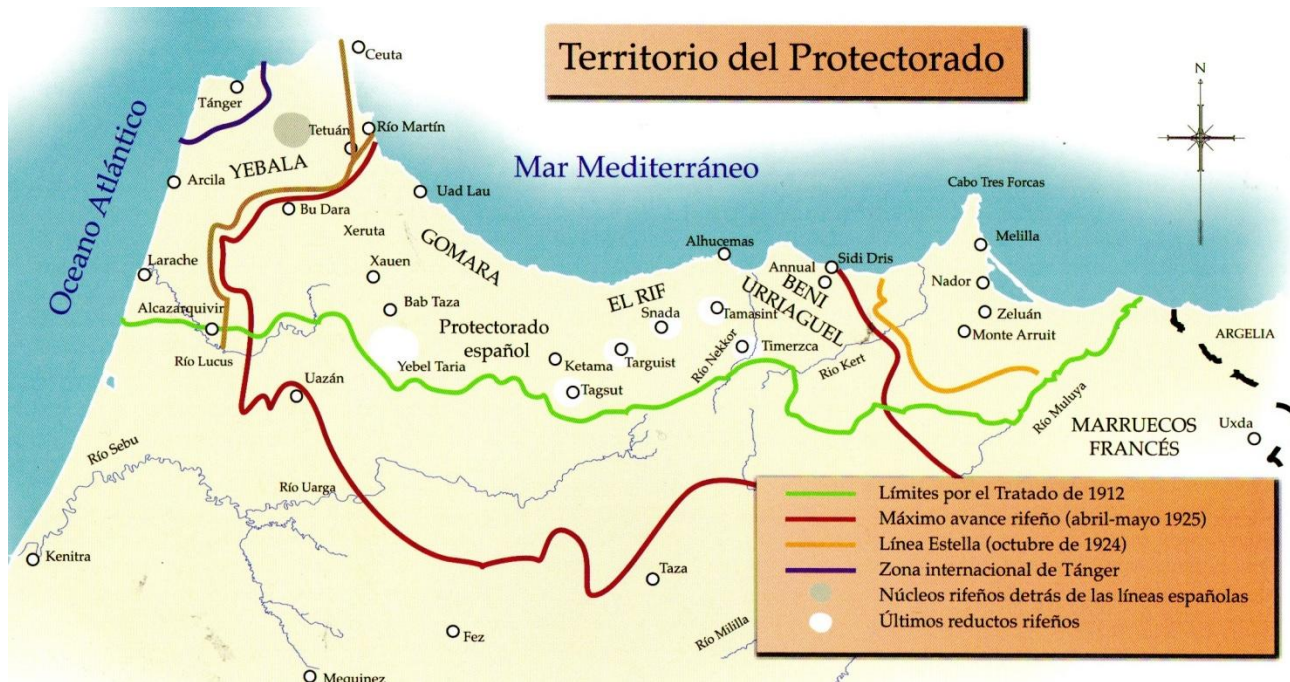 Territorio del Protectorado
N
Ceuta
Tánger
Oceano Atlántico
Tetuán
Río Martín
YEBALA
Mar Mediterráneo
Arcila
Uad Lau
Cabo Tres Forcas
Bu Dara
Xeruta
GOMARA
Larache
Xauen
Alhucemas
Melilla
Sidi Dris
Annual
BENI
URRIAGUEL
Nador
Alcazarquivir
Bab Taza
EL RIF
Snada
Tamasint
Zeluán
Monte Arruit
ARGELIA
Protectorado
español
Río Lucus
Yebel Taria
Ketama
Targuist
Río Nekkor
Timerzca
Rio Kert
Uazán
Tagsut
Río Muluya
MARRUECOS
FRANCÉS
Uxda
Río Sebu
Río Uarga
Kenitra
Taza
Fez
Río Mililla
Mequinez
Límites por el Tratado de 1912
Máximo avance rifeño (abril-mayo 1925)
Línea Estella (octubre de 1924)
Zona internacional de Tánger
Núcleos rifeños detrás de las líneas españolas
Últimos reductos rifeños